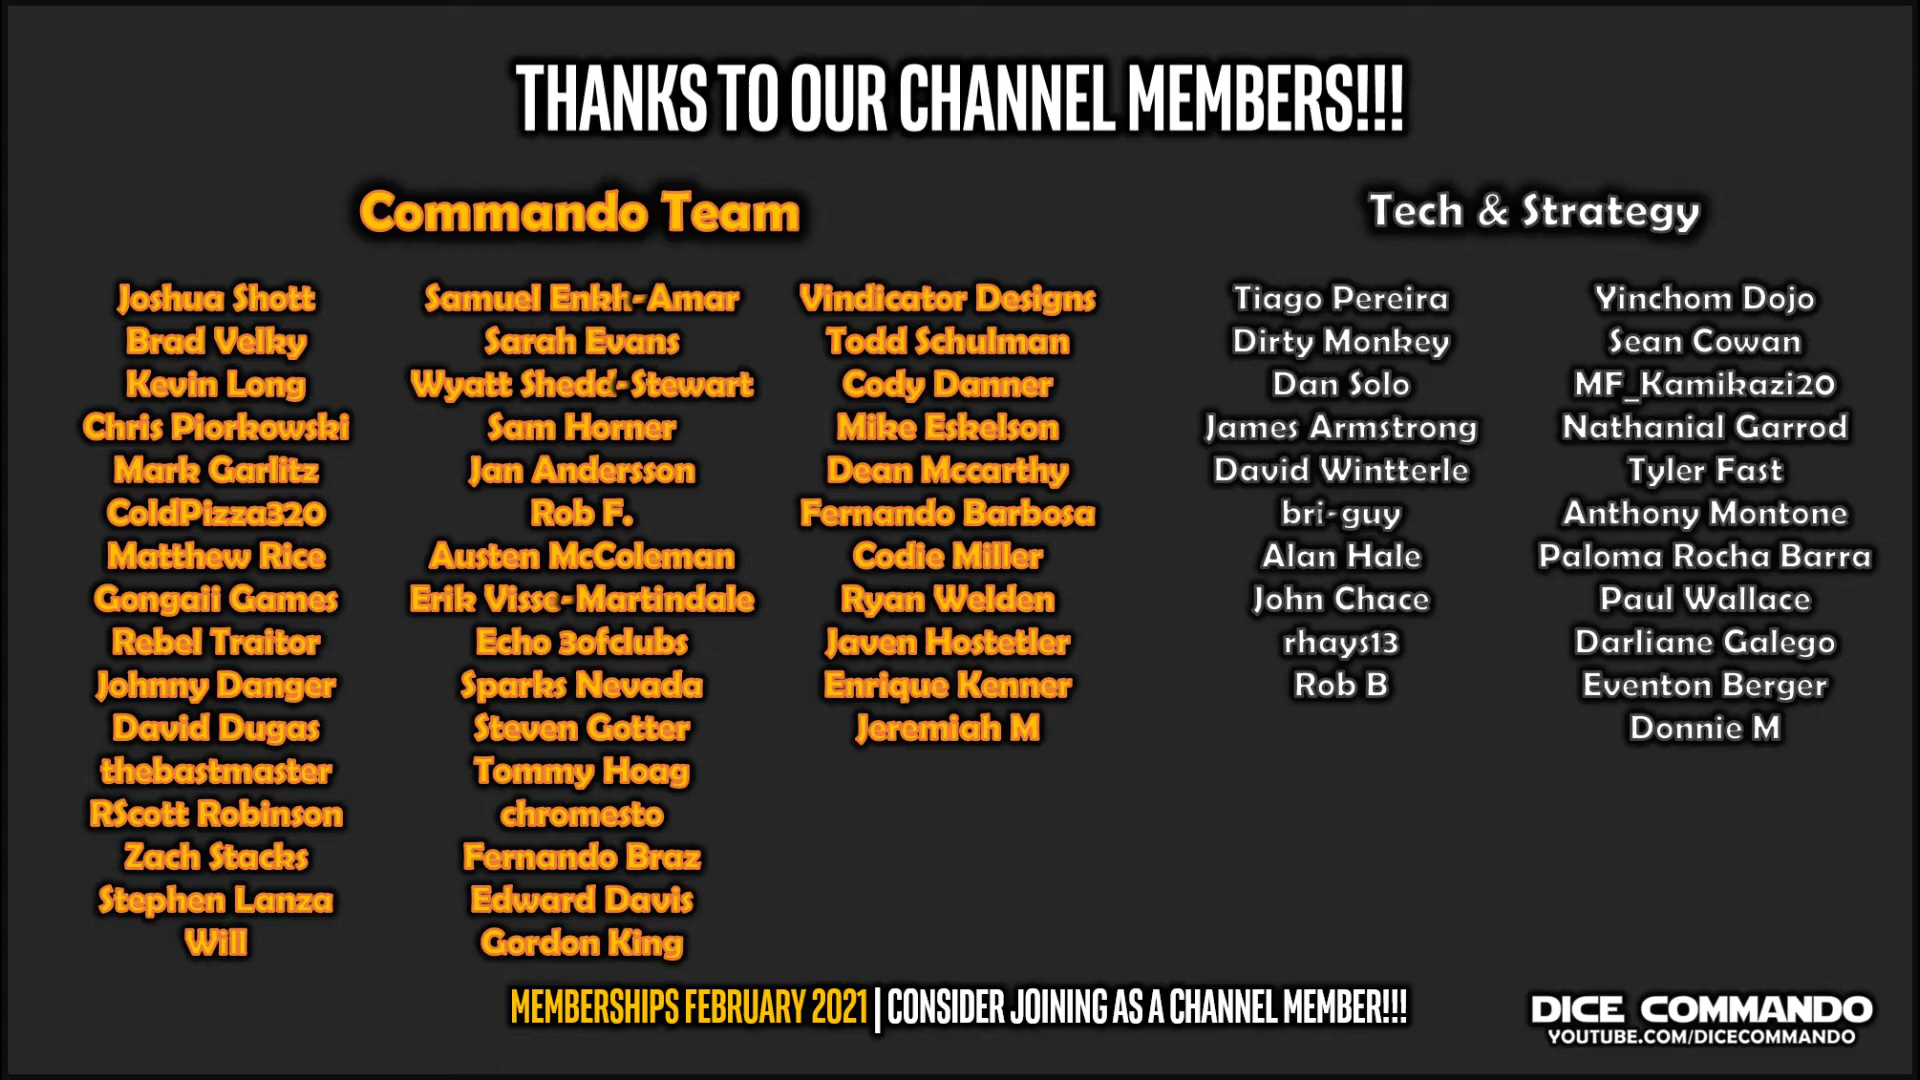 THANKS TO OUR CHANNEL MEMBERS!!!
Commando Team
Joshua Shott
Brad Velky
Kevin Long
Chris Piorkowski
Mark Garlitz
ColdPizza320
Matthew Rice
Gongaii Games
Rebel Traitor
Johnny Danger
David Dugas
thebastmaster
RScott Robinson
Zach Stacks
Stephen Lanza
Will
Samuel Enkh-Amar
Sarah Evans
Wyatt Shedd-Stewart
Sam Horner
Jan Andersson
Rob F.
Austen McColeman
Erik Visse-Martindale
Echo 3ofclubs
Sparks Nevada
Steven Gotter
Tommy Hoag
chromesto
Fernando Braz
Edward Davis
Gordon King
Vindicator Designs
Todd Schulman
Cody Danner
Mike Eskelson
Dean Mccarthy
Fernando Barbosa
Codie Miller
Ryan Welden
Javen Hostetler
Enrique Kenner
Jeremiah M
Tech & Strategy
Tiago Pereira
Dirty Monkey
Dan Solo
James Armstrong
David Wintterle
bri-guy
Alan Hale
John Chace
rhays13
Rob B
Yinchom Dojo
Sean Cowan
MF_Kamikazi20
Nathanial Garrod
Tyler Fast
Anthony Montone
Paloma Rocha Barra
Paul Wallace
Darliane Galego
Eventon Berger
Donnie M
MEMBERSHIPS FEBRUARY 2021 | CONSIDER JOINING AS A CHANNEL MEMBER!!!
DICE COMMANDO
YOUTUBE.COM/DICECOMMANDO